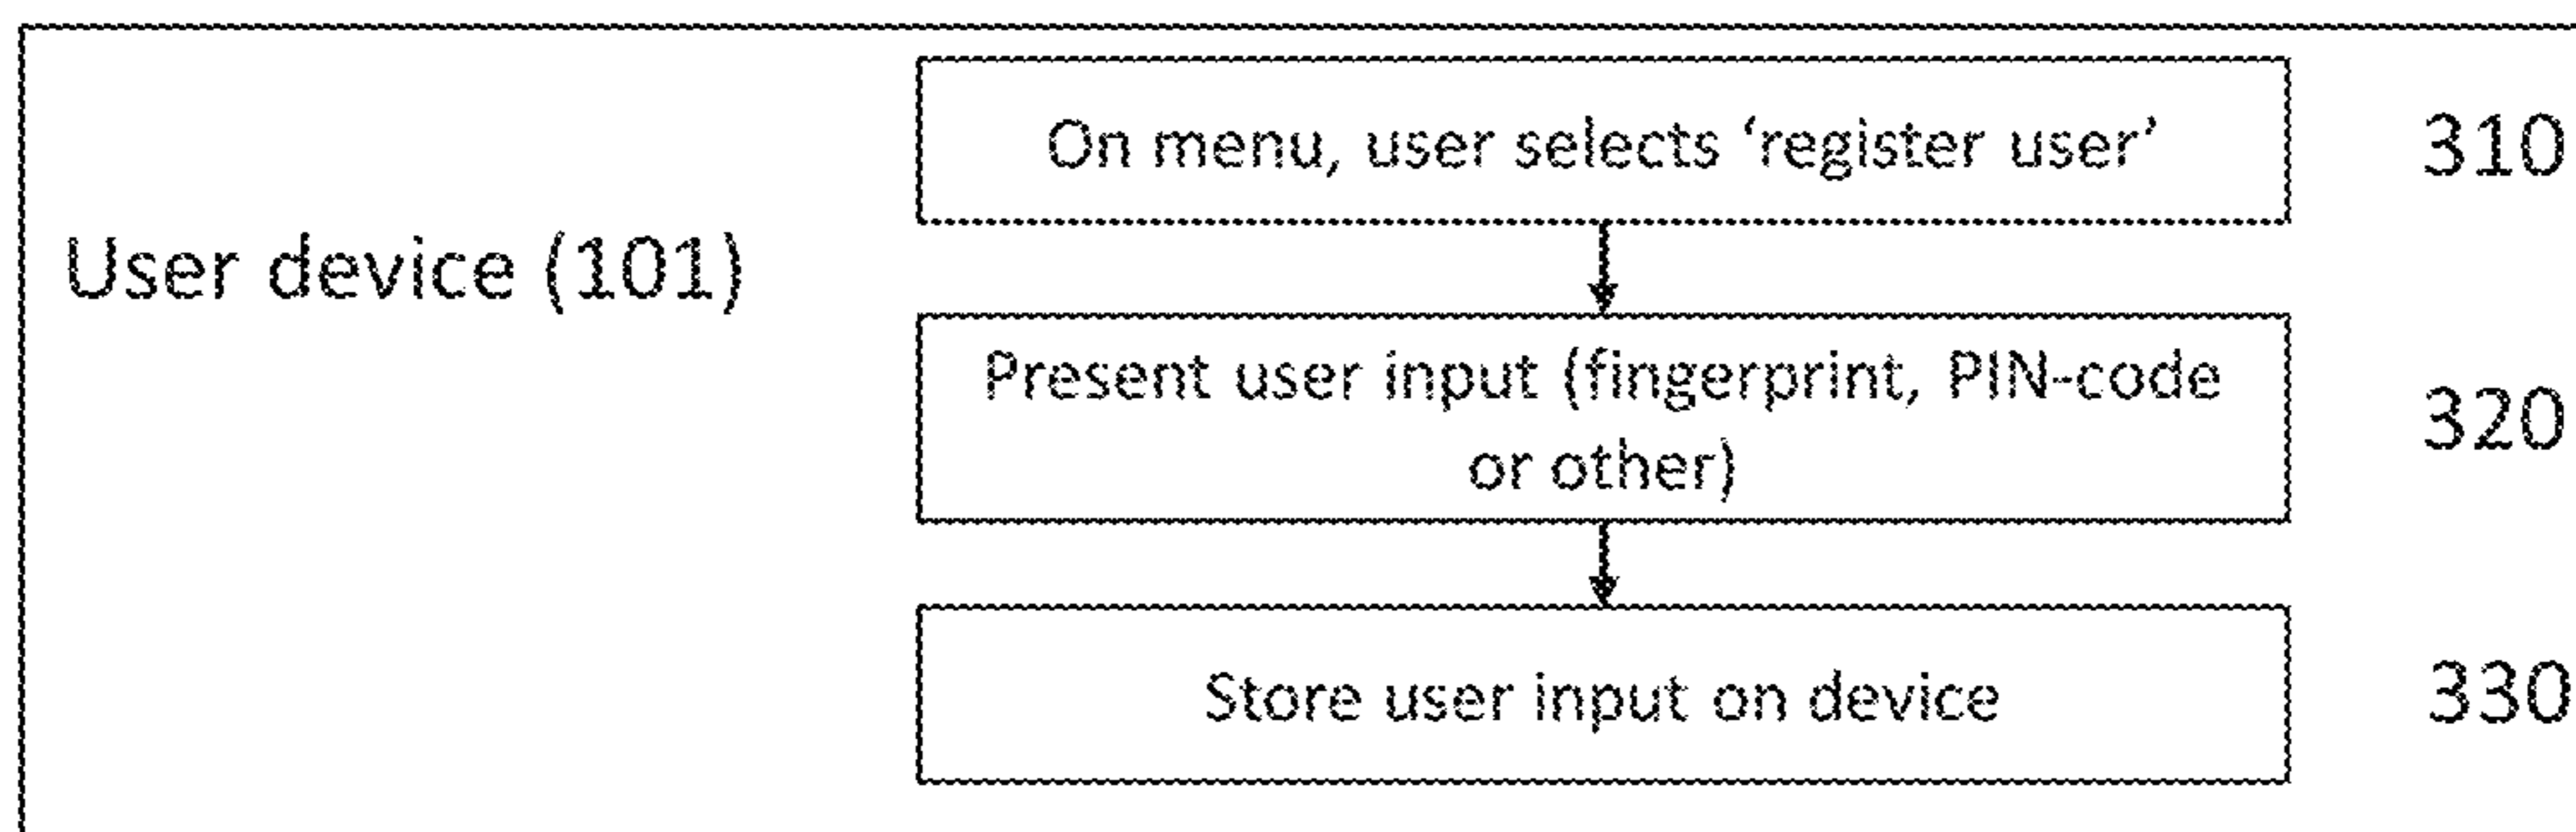 On menu, user selects ‘register user’
310
User device (101)
Present user input (fingerprint, PIN-code
or other)
320
Store user input on device
330